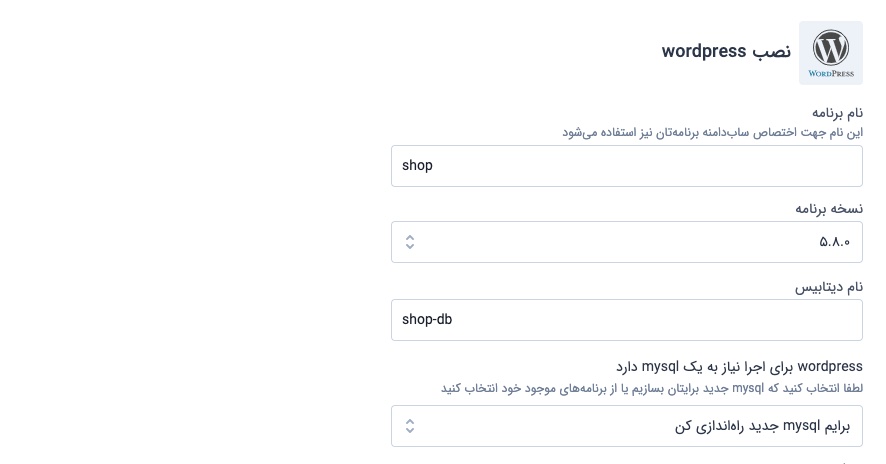 WORDPRESS
نصب wordpress
نام برنامه
این نام جهت اختصاص ساب‌دامنه برنامه‌تان نیز استفاده می‌شود
shop
نسخه برنامه
۵.۸.۰
نام دیتابیس
shop-db
wordpress برای اجرا نیاز به یک mysql دارد
لطفا انتخاب کنید که mysql جدید برایتان بسازیم یا از برنامه‌های موجود خود انتخاب کنید
برایم mysql جدید راه‌اندازی کن